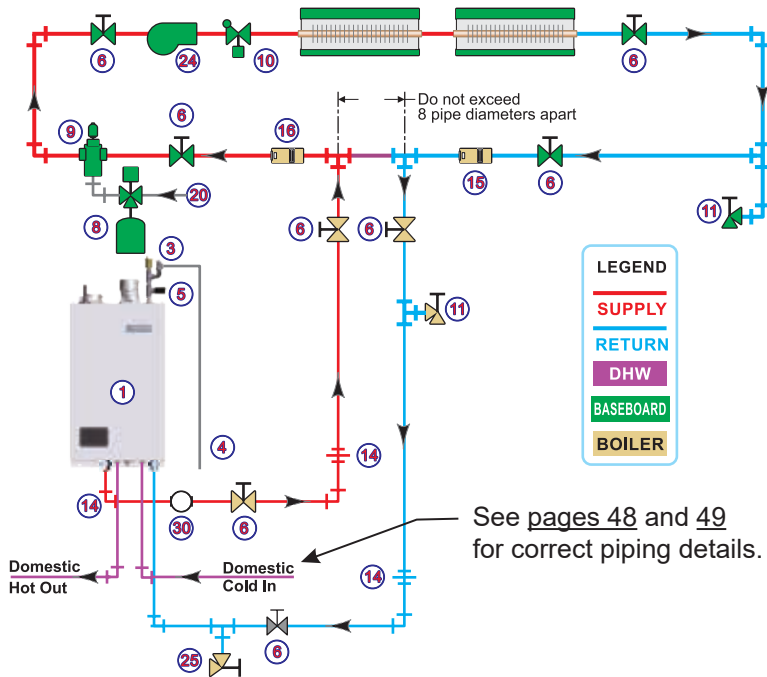 6
24
10
6
Do not exceed
8 pipe diameters apart
9
6
16
15
6
11
20
8
3
5
6
6
11
1
4
14
14
30
6
LEGEND
SUPPLY
RETURN
DHW
BASEBOARD
BOILER
See pages 48 and 49
for correct piping details.
Domestic
Hot Out
Domestic
Cold In
14
25
6